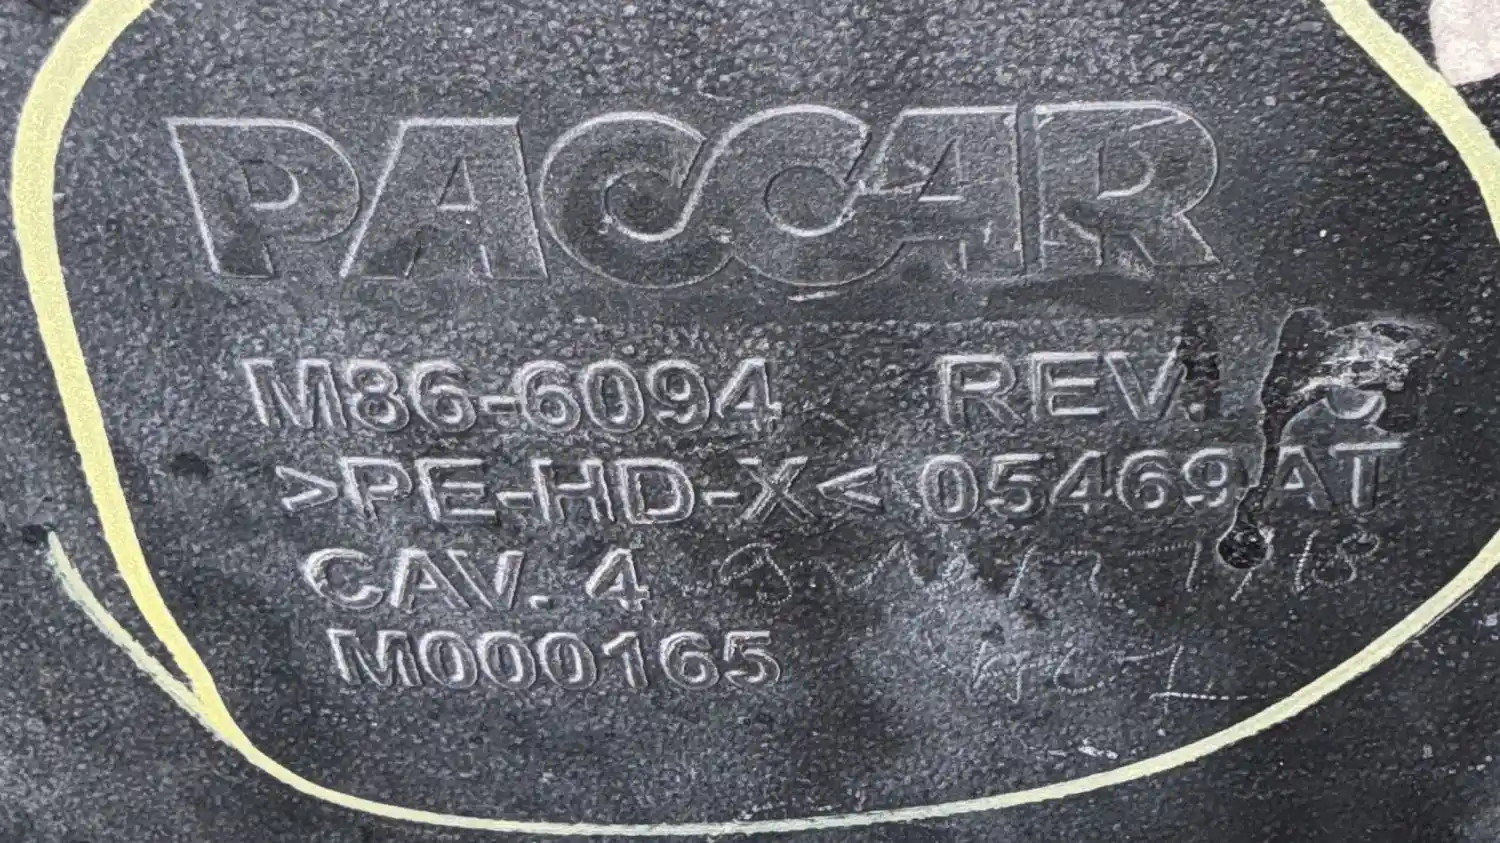 PACCAR
M86-6094 REV.
>PE-HD-X< 05469 AT
CAV. 4
M000165